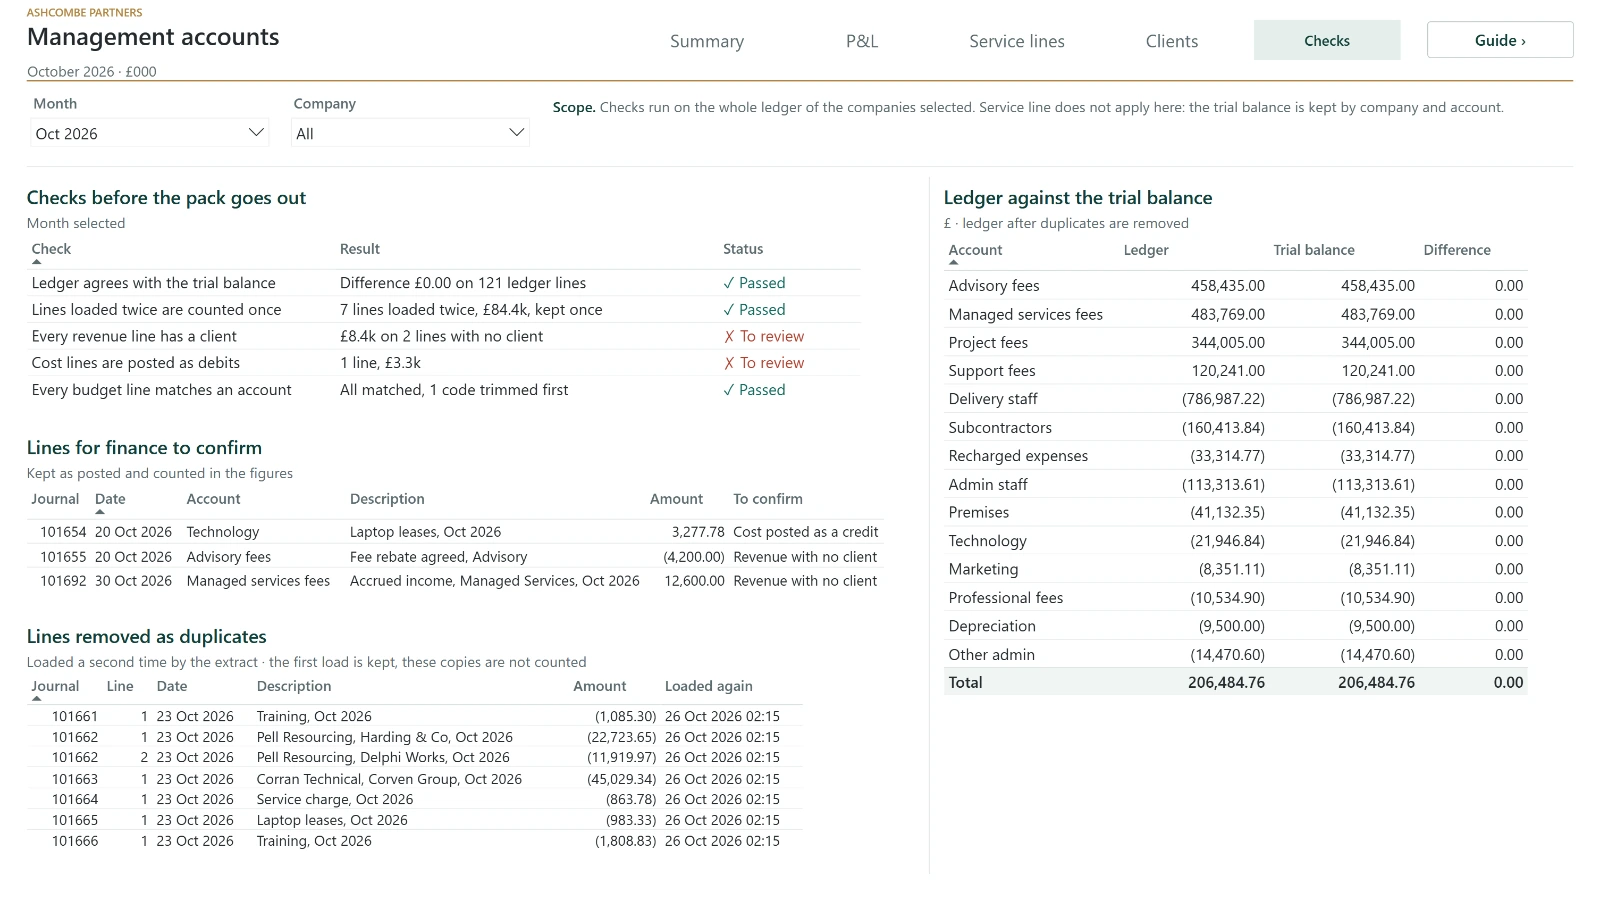 ASHCOMBE PARTNERS
Management accounts
October 2026 · £000
Summary P&L Service lines Clients Checks Guide ›
Month Company
Oct 2026 All
Scope. Checks run on the whole ledger of the companies selected. Service line does not apply here: the trial balance is kept by company and account.
Checks before the pack goes out
Month selected
Check Result Status
Ledger agrees with the trial balance Difference £0.00 on 121 ledger lines ✓ Passed
Lines loaded twice are counted once 7 lines loaded twice, £84.4k, kept once ✓ Passed
Every revenue line has a client £8.4k on 2 lines with no client ✗ To review
Cost lines are posted as debits 1 line, £3.3k ✗ To review
Every budget line matches an account All matched, 1 code trimmed first ✓ Passed
Lines for finance to confirm
Kept as posted and counted in the figures
Journal Date Account Description Amount To confirm
101654 20 Oct 2026 Technology Laptop leases, Oct 2026 3,277.78 Cost posted as a credit
101655 20 Oct 2026 Advisory fees Fee rebate agreed, Advisory (4,200.00) Revenue with no client
101692 30 Oct 2026 Managed services fees Accrued income, Managed Services, Oct 2026 12,600.00 Revenue with no client
Lines removed as duplicates
Loaded a second time by the extract · the first load is kept, these copies are not counted
Journal Line Date Description Amount Loaded again
101661 1 23 Oct 2026 Training, Oct 2026 (1,085.30) 26 Oct 2026 02:15
101662 1 23 Oct 2026 Pell Resourcing, Harding & Co, Oct 2026 (22,723.65) 26 Oct 2026 02:15
101662 2 23 Oct 2026 Pell Resourcing, Delphi Works, Oct 2026 (11,919.97) 26 Oct 2026 02:15
101663 1 23 Oct 2026 Corran Technical, Corven Group, Oct 2026 (45,029.34) 26 Oct 2026 02:15
101664 1 23 Oct 2026 Service charge, Oct 2026 (863.78) 26 Oct 2026 02:15
101665 1 23 Oct 2026 Laptop leases, Oct 2026 (983.33) 26 Oct 2026 02:15
101666 1 23 Oct 2026 Training, Oct 2026 (1,808.83) 26 Oct 2026 02:15
Ledger against the trial balance
£ · ledger after duplicates are removed
Account Ledger Trial balance Difference
Advisory fees 458,435.00 458,435.00 0.00
Managed services fees 483,769.00 483,769.00 0.00
Project fees 344,005.00 344,005.00 0.00
Support fees 120,241.00 120,241.00 0.00
Delivery staff (786,987.22) (786,987.22) 0.00
Subcontractors (160,413.84) (160,413.84) 0.00
Recharged expenses (33,314.77) (33,314.77) 0.00
Admin staff (113,313.61) (113,313.61) 0.00
Premises (41,132.35) (41,132.35) 0.00
Technology (21,946.84) (21,946.84) 0.00
Marketing (8,351.11) (8,351.11) 0.00
Professional fees (10,534.90) (10,534.90) 0.00
Depreciation (9,500.00) (9,500.00) 0.00
Other admin (14,470.60) (14,470.60) 0.00
Total 206,484.76 206,484.76 0.00